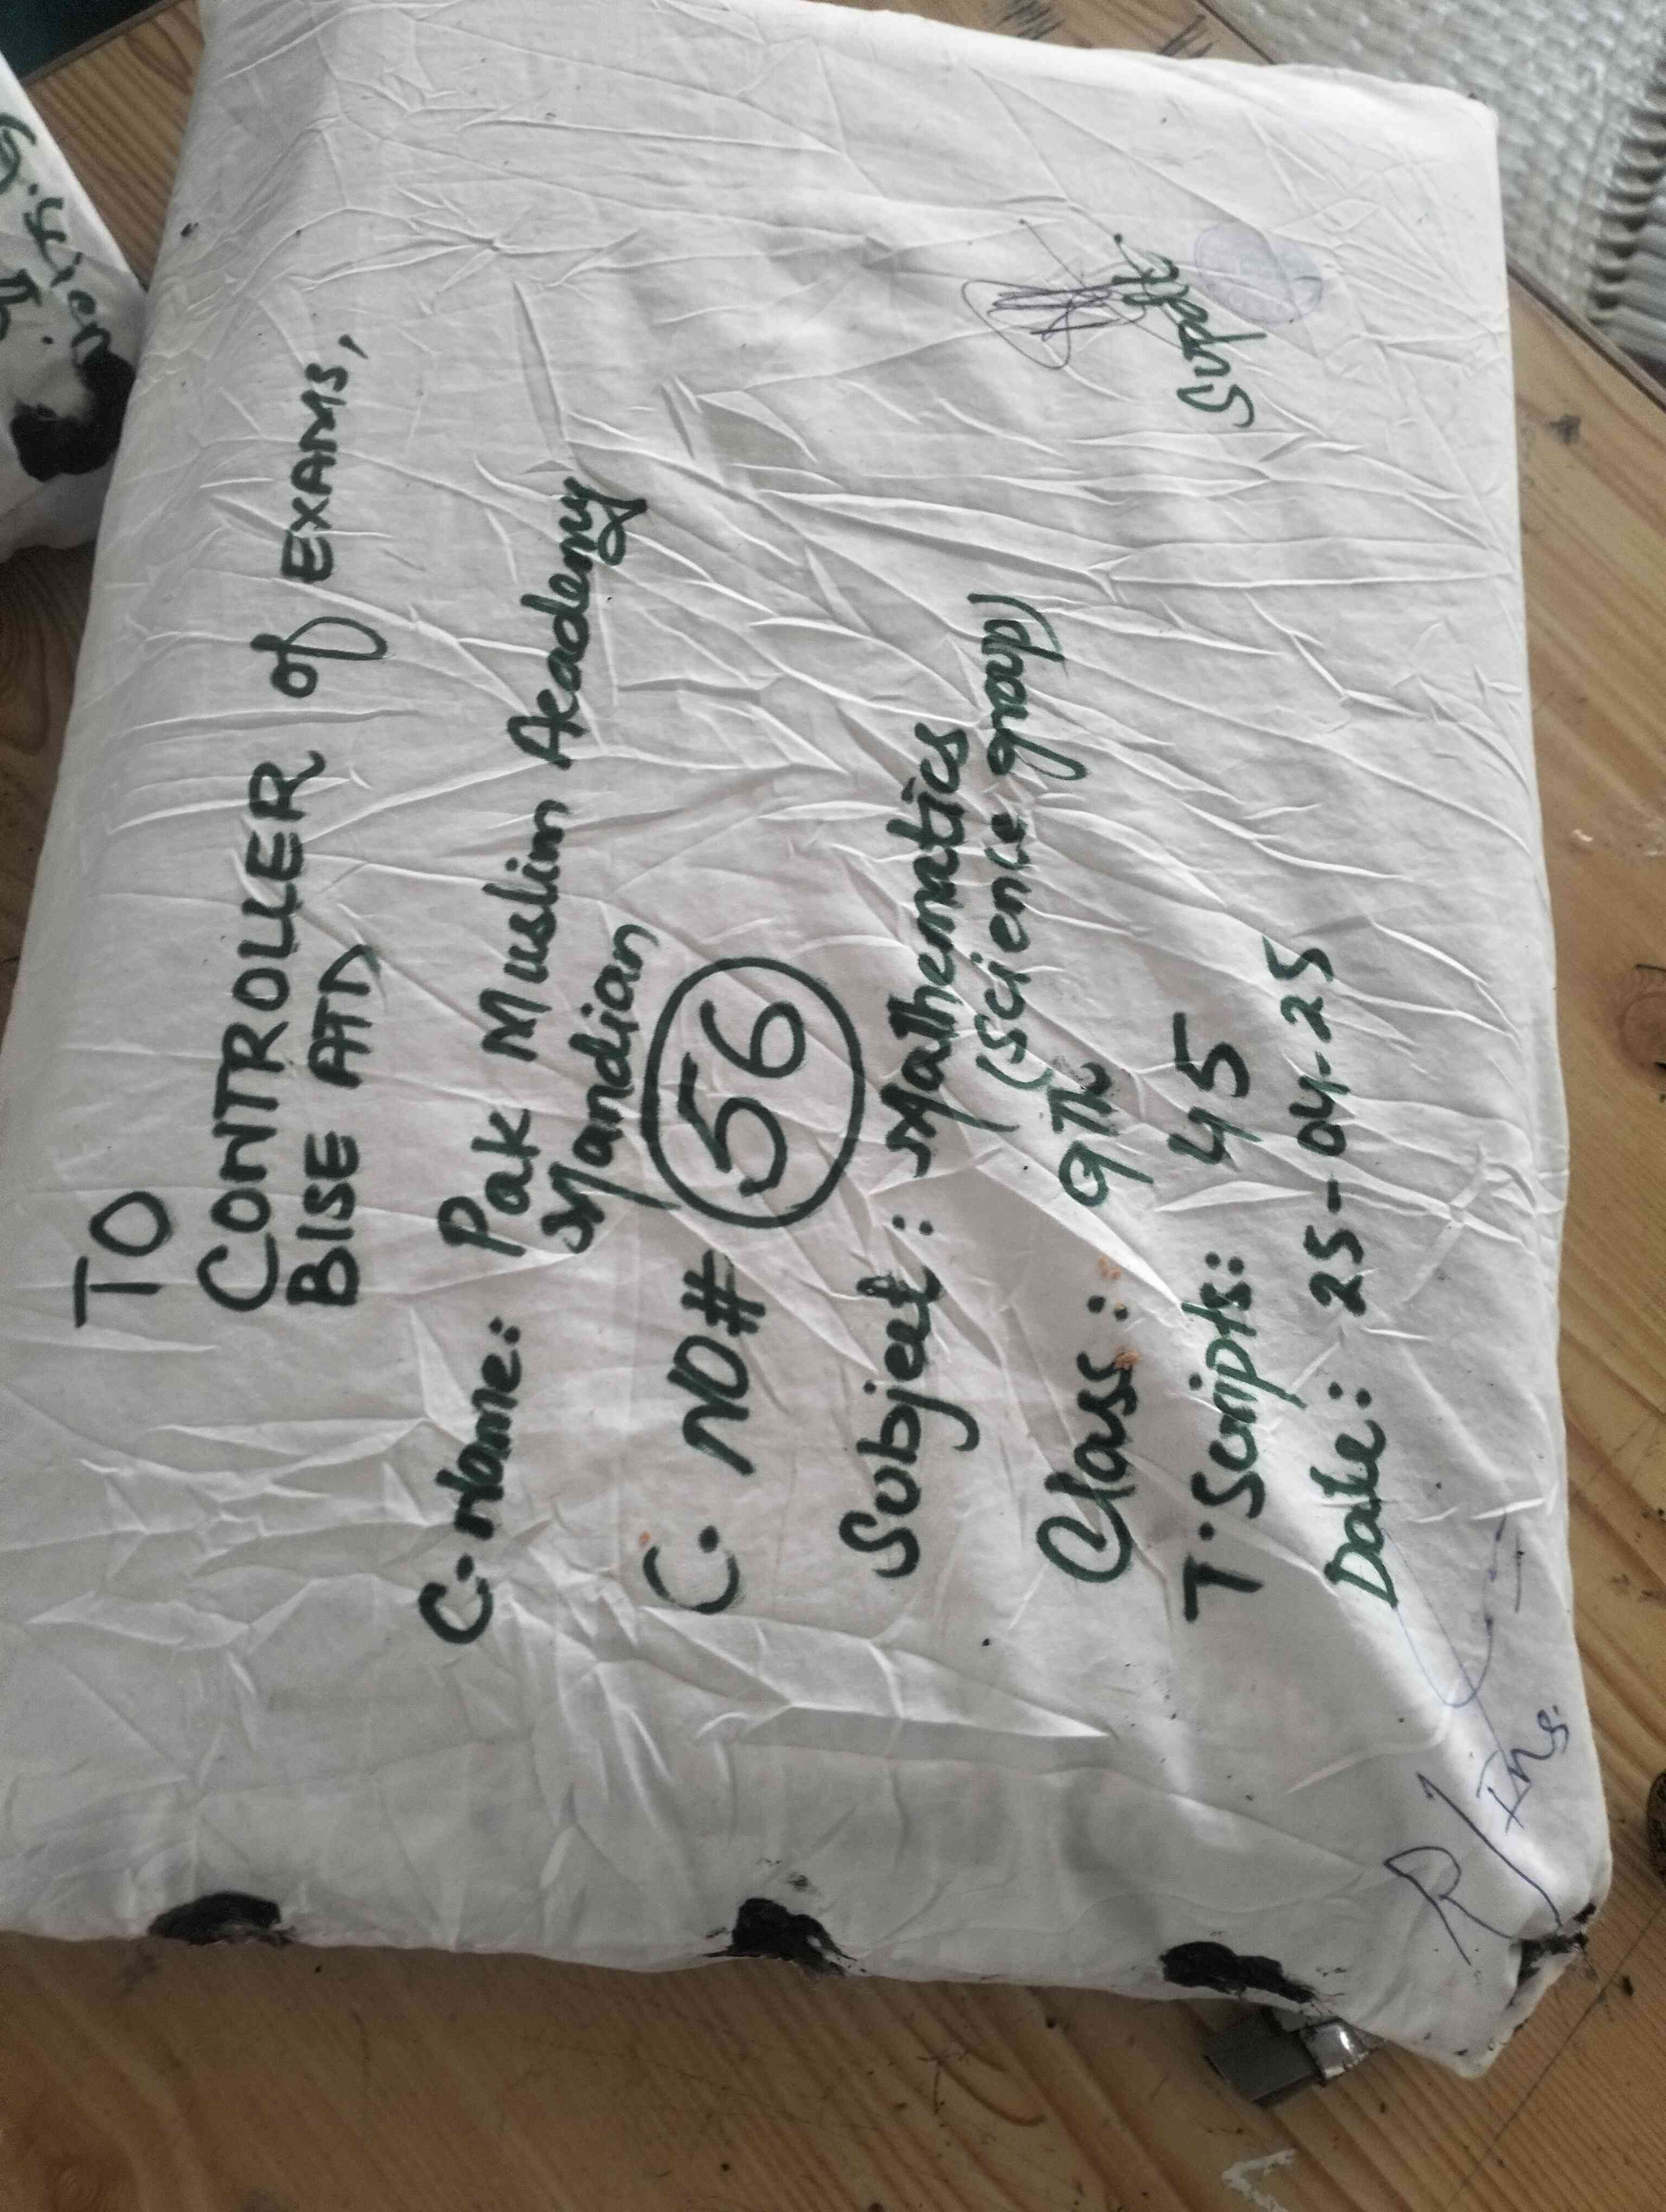 TO
CONTROLLER of EXAMS,
BISE ATD
C-Name: Pak Muslim Academy
Mandian
C. NO# 56
Subject: Mathematics
(Science group)
Class: 9Th
T.Scripts: 45
Date: 25-04-25
Supdt:
R/Ins.